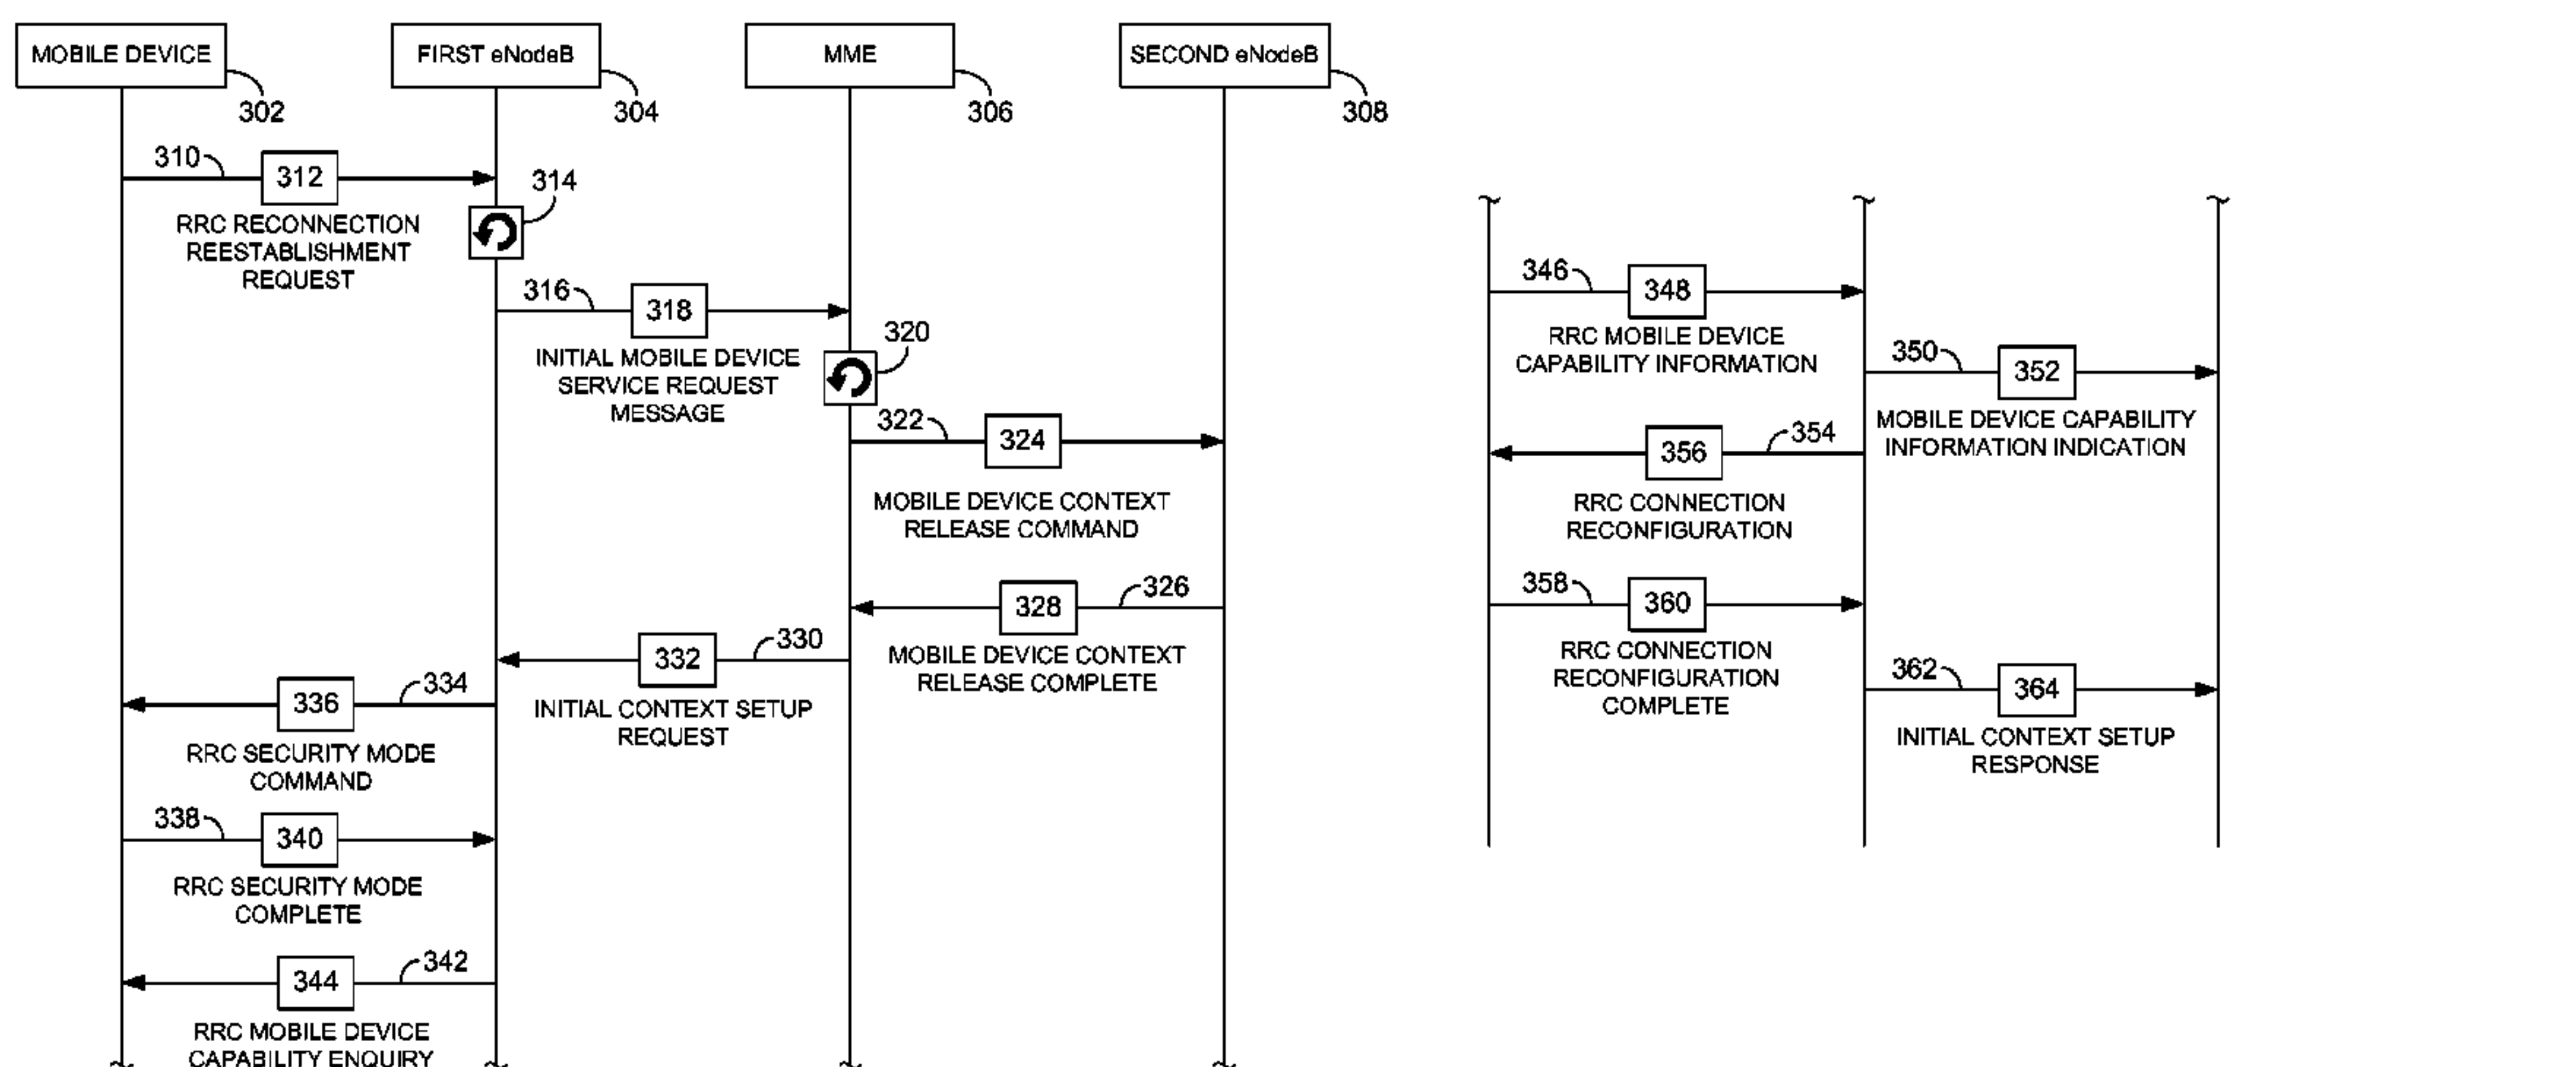 MOBILE DEVICE
FIRST eNodeB
MME
SECOND eNodeB
302
304
306
308
310
312
RRC RECONNECTION
REESTABLISHMENT
REQUEST
314
316
318
INITIAL MOBILE DEVICE
SERVICE REQUEST
MESSAGE
320
322
324
MOBILE DEVICE CONTEXT
RELEASE COMMAND
326
328
MOBILE DEVICE CONTEXT
RELEASE COMPLETE
330
332
INITIAL CONTEXT SETUP
REQUEST
334
336
RRC SECURITY MODE
COMMAND
338
340
RRC SECURITY MODE
COMPLETE
342
344
RRC MOBILE DEVICE
CAPABILITY ENQUIRY
346
348
RRC MOBILE DEVICE
CAPABILITY INFORMATION
350
352
MOBILE DEVICE CAPABILITY
INFORMATION INDICATION
354
356
RRC CONNECTION
RECONFIGURATION
358
360
RRC CONNECTION
RECONFIGURATION
COMPLETE
362
364
INITIAL CONTEXT SETUP
RESPONSE